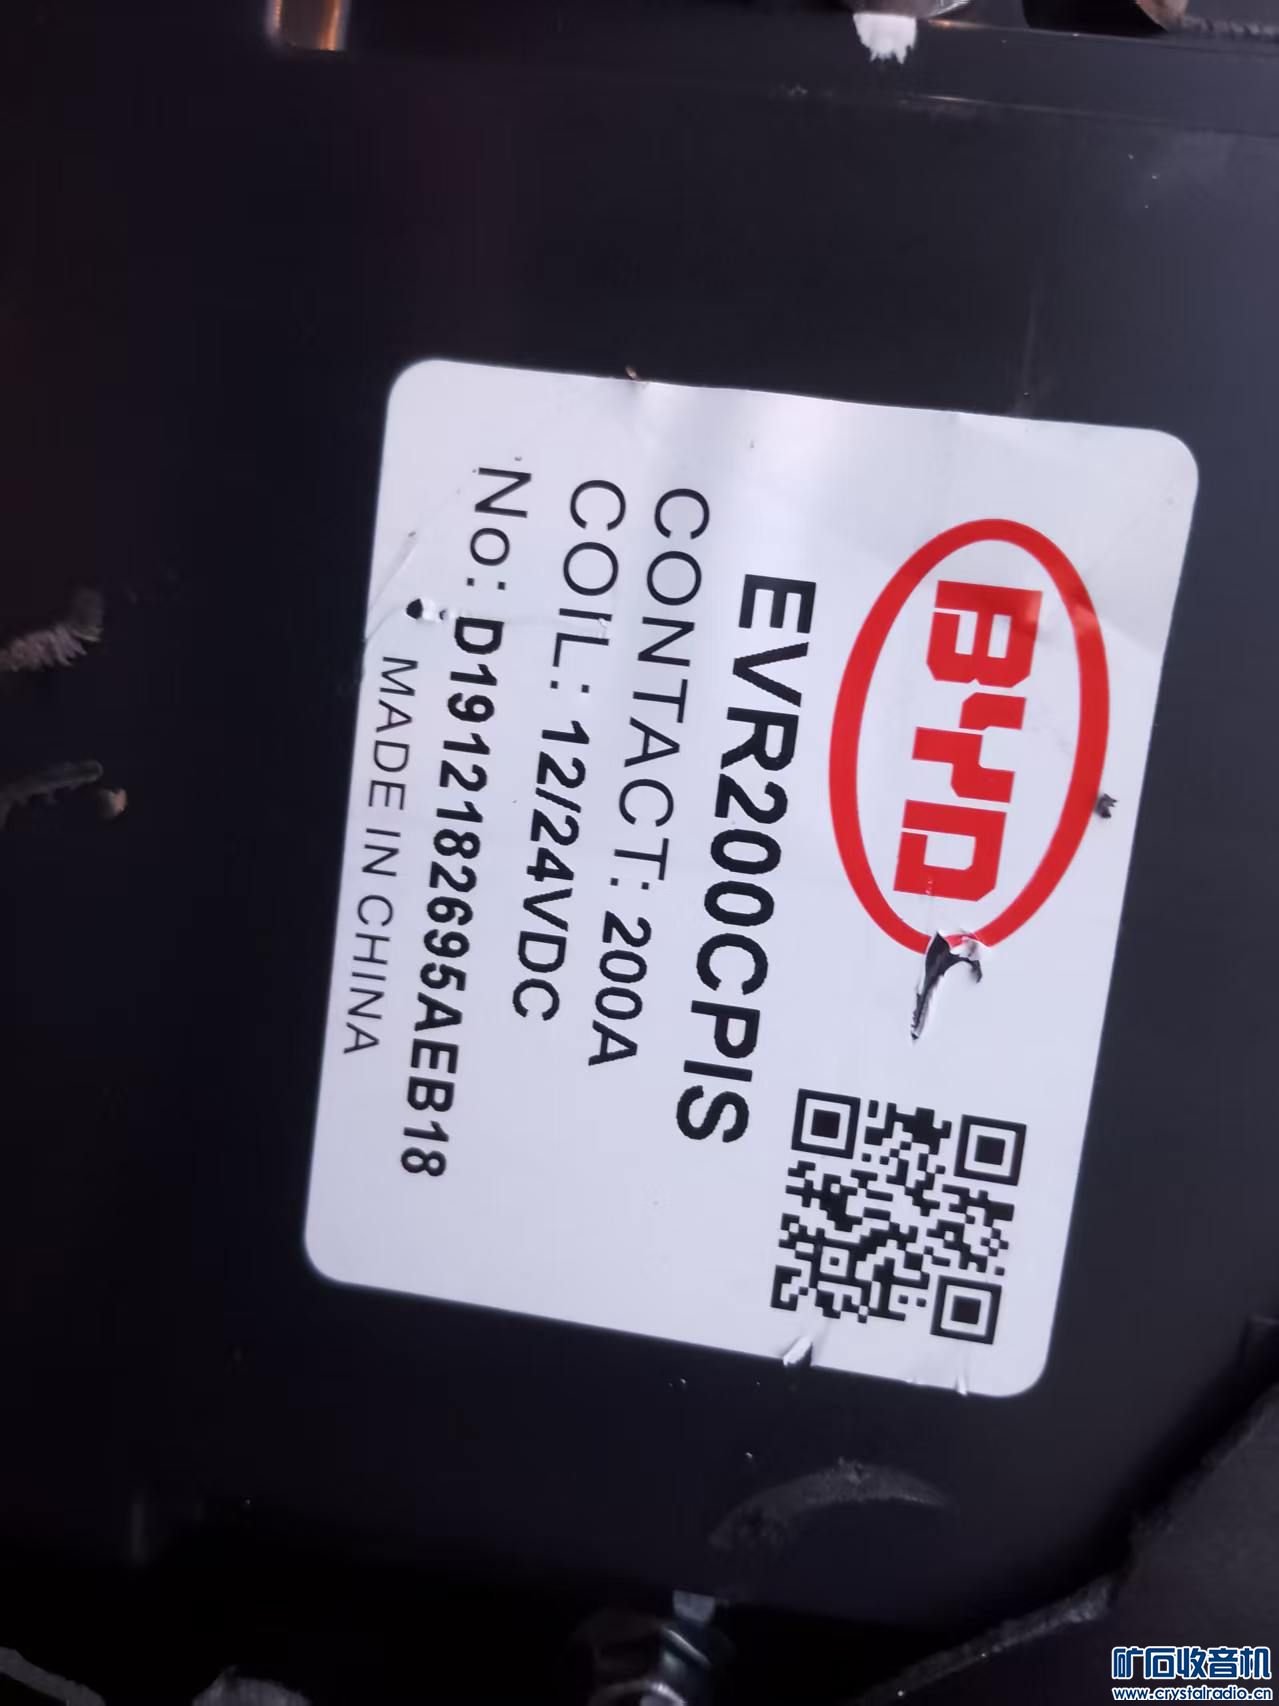 BYD
EVR200CPIS
CONTACT: 200A
COIL: 12/24VDC
No: D1912182695AEB18
MADE IN CHINA
矿石收音机
www.crystalradio.cn